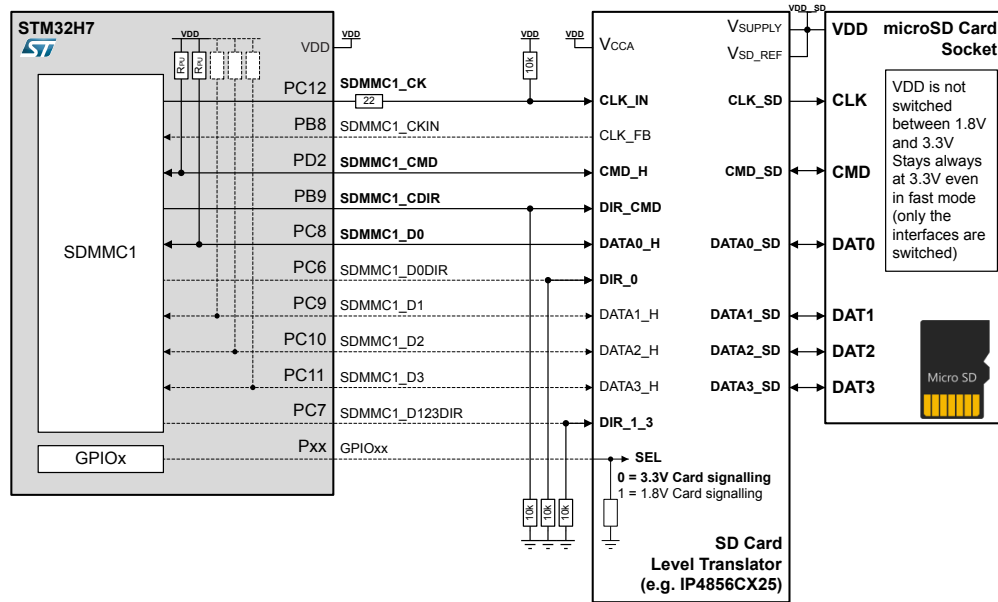 STM32H7
ST
VDD
VDD
VDD
VDD
RPU
RPU
PC12
SDMMC1_CK
22
PB8
SDMMC1_CKIN
PD2
SDMMC1_CMD
PB9
SDMMC1_CDIR
PC8
SDMMC1_D0
PC6
SDMMC1_D0DIR
PC9
SDMMC1_D1
PC10
SDMMC1_D2
PC11
SDMMC1_D3
PC7
SDMMC1_D123DIR
Pxx
GPIOxx
SDMMC1
GPIOx
VDD
VDD
10k
10k
10k
10k
VCCA
CLK_IN
CLK_FB
CMD_H
DIR_CMD
DATA0_H
DIR_0
DATA1_H
DATA2_H
DATA3_H
DIR_1_3
SEL
0 = 3.3V Card signalling
1 = 1.8V Card signalling
SD Card
Level Translator
(e.g. IP4856CX25)
VSUPPLY
VSD_REF
CLK_SD
CMD_SD
DATA0_SD
DATA1_SD
DATA2_SD
DATA3_SD
VDD_SD
VDD
CLK
CMD
DAT0
DAT1
DAT2
DAT3
microSD Card
Socket
VDD is not
switched
between 1.8V
and 3.3V
Stays always
at 3.3V even
in fast mode
(only the
interfaces are
switched)
Micro SD